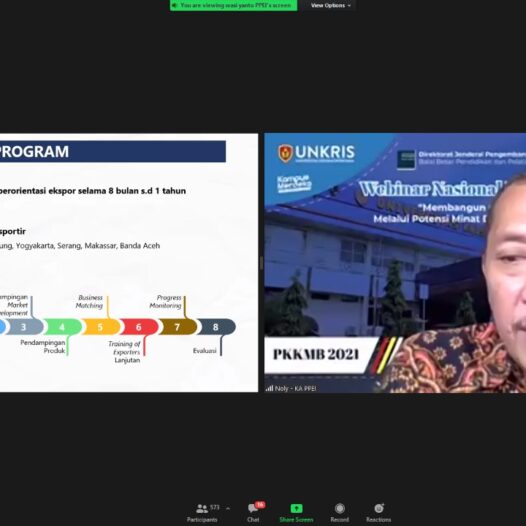 You are viewing wasi yanto PPEI's screen
View Options
PROGRAM
berorientasi ekspor selama 8 bulan s.d 1 tahun
sportir
ung, Yogyakarta, Serang, Makassar, Banda Aceh
mpingan
Market
elopment
Business
Matching
Progress
Monitoring
3 4 5 6 7 8
Pendampingan
Produk
Training of
Exporters
Lanjutan
Evaluasi
UNKRIS
Kampus
Merdeka
Direktorat Jenderal Pengemban
Balai Besar Pendidikan dan Pelat
Webinar Nasional
"Membangun
Melalui Potensi Minat
PKKMB 2021
Noly - KA PPEI
573
16
Participants
Chat
Share Screen
Record
Reactions